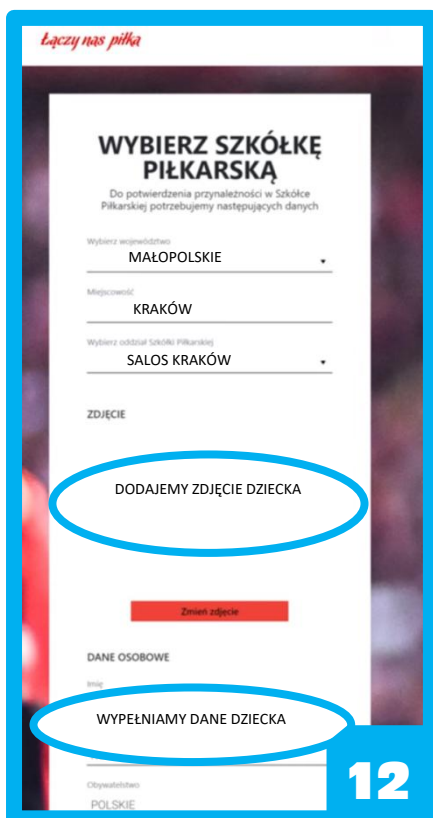 Łączy nas piłka
WYBIERZ SZKÓŁKĘ
PIŁKARSKĄ
Do potwierdzenia przynależności w Szkółce
Piłkarskiej potrzebujemy następujących danych
Wybierz województwo
MAŁOPOLSKIE
Miejscowość
KRAKÓW
Wybierz oddział Szkółki Piłkarskiej
SALOS KRAKÓW
ZDJĘCIE
DODAJEMY ZDJĘCIE DZIECKA
Zmień zdjęcie
DANE OSOBOWE
Imię
WYPEŁNIAMY DANE DZIECKA
Obywatelstwo
POLSKIE
12